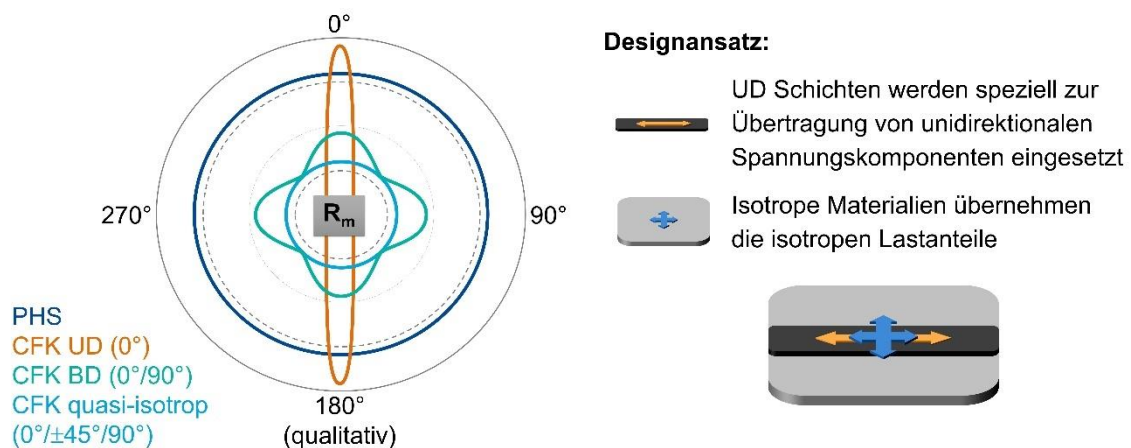 0°
270°
R_m
90°
PHS
CFK UD (0°)
CFK BD (0°/90°)
CFK quasi-isotrop
(0°/±45°/90°)
180°
(qualitativ)
Designansatz:
UD Schichten werden speziell zur
Übertragung von unidirektionalen
Spannungskomponenten eingesetzt
Isotrope Materialien übernehmen
die isotropen Lastanteile